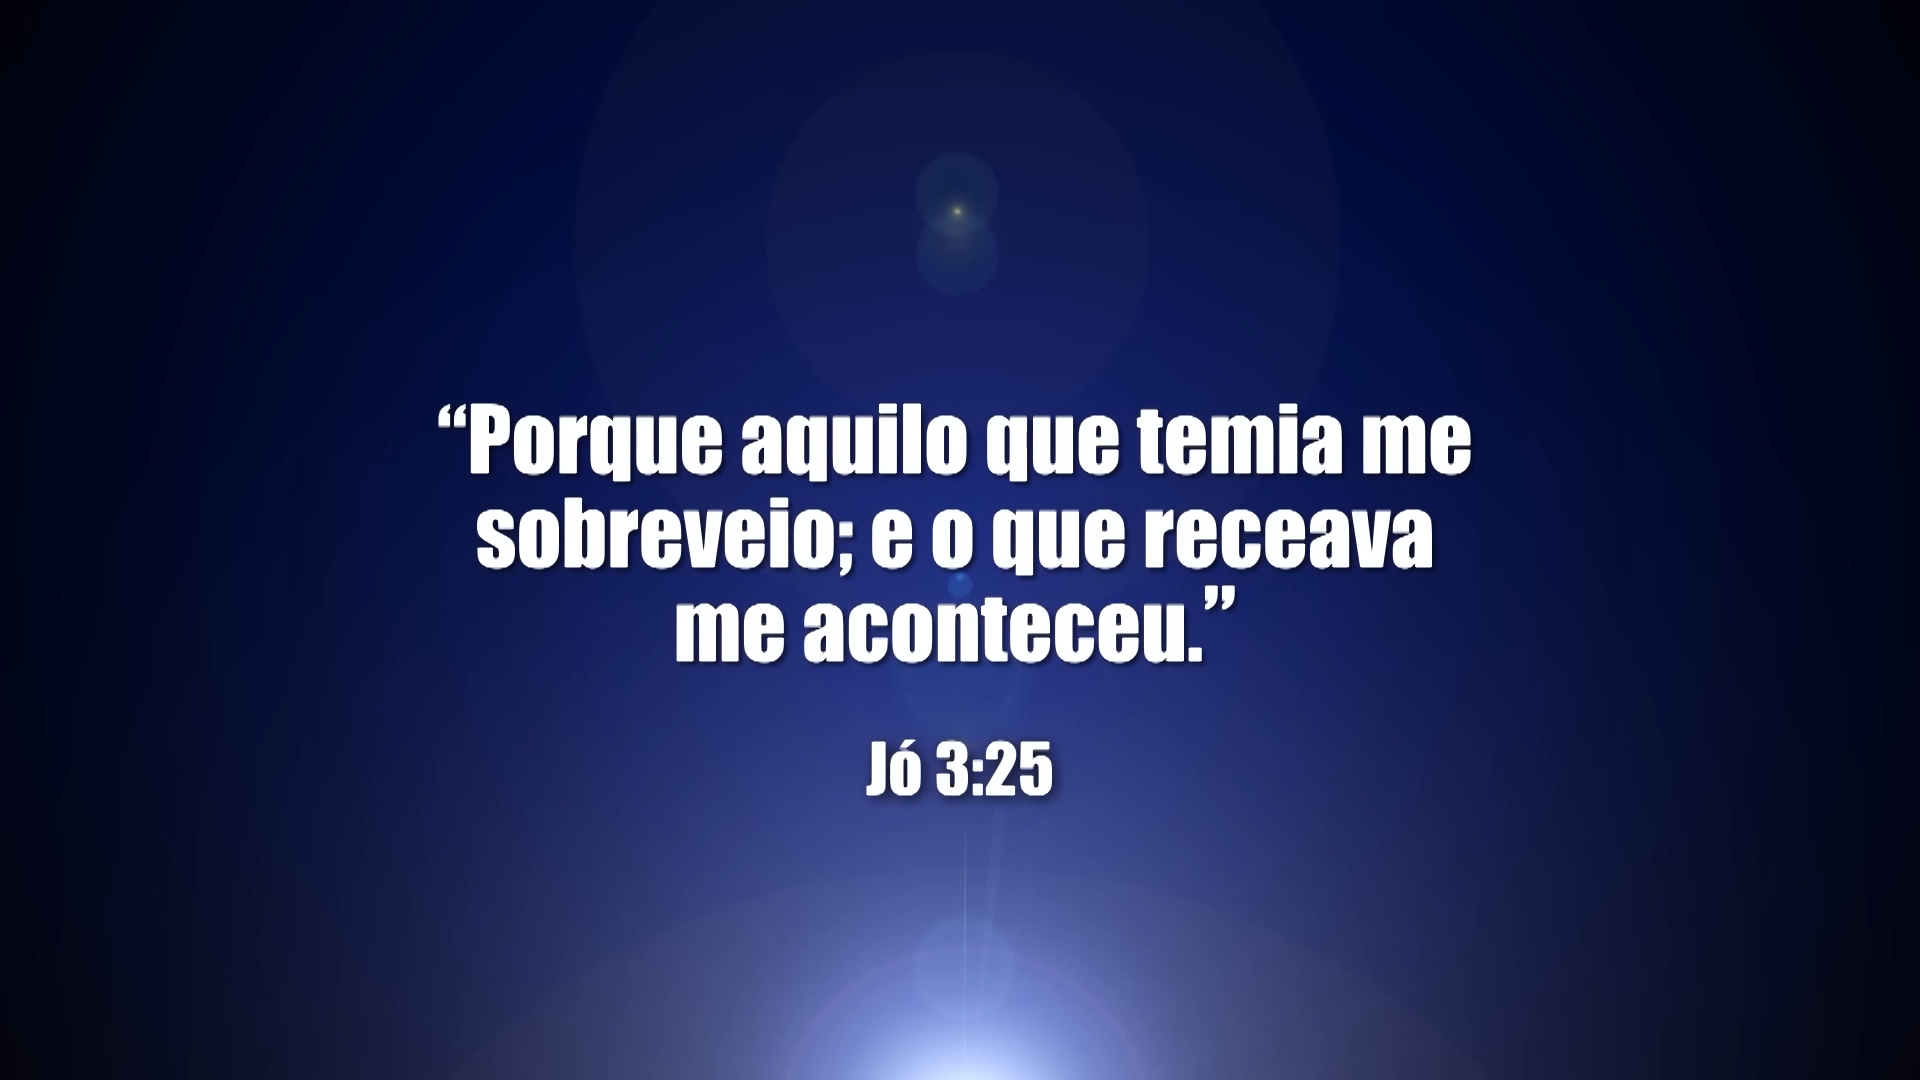 “Porque aquilo que temia me
sobreveio; e o que receava
me aconteceu.”
Jó 3:25